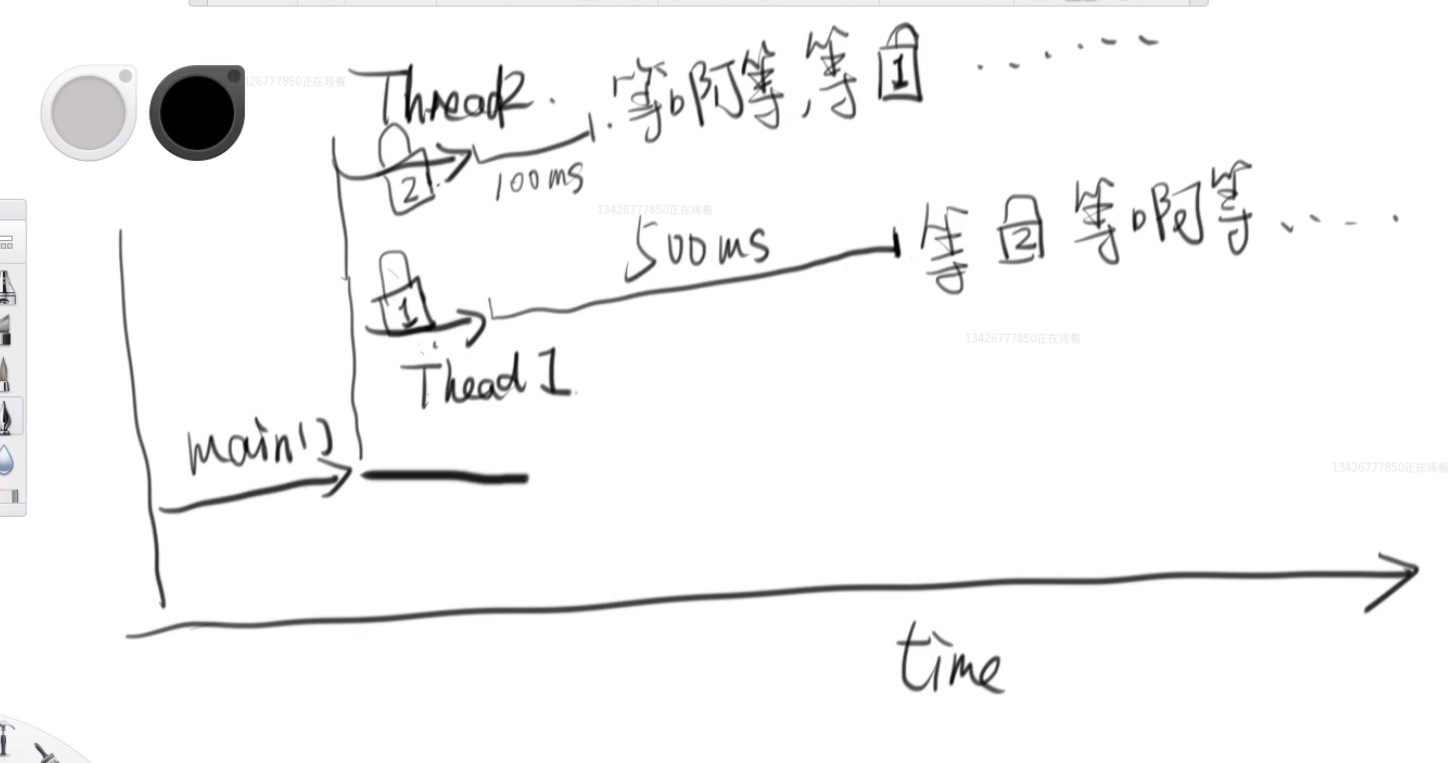 13426777850正在观看
Thread2. 等啊等,等 1 ......
2
100ms
13426777850正在观看
500ms 等 2 等啊等.....
1
13426777850正在观看
Thead 1
main()
13426777850正在观看
time